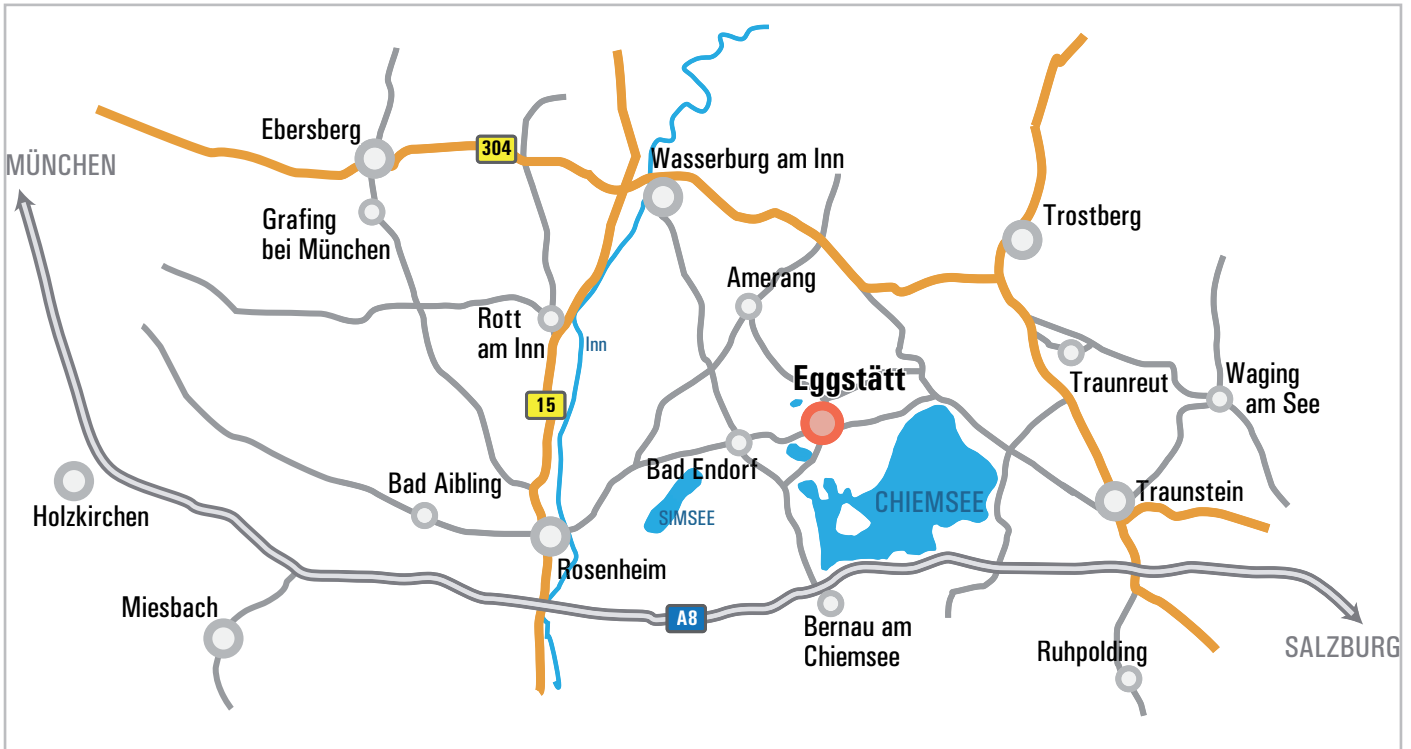 Ebersberg
304
MÜNCHEN
Wasserburg am Inn
Grafing
bei München
Trostberg
Amerang
Rott
am Inn
Inn
Eggstätt
Traunreut
Waging
am See
15
Bad Endorf
Bad Aibling
Holzkirchen
SIMSEE
CHIEMSEE
Traunstein
Rosenheim
Miesbach
A8
Bernau am
Chiemsee
Ruhpolding
SALZBURG